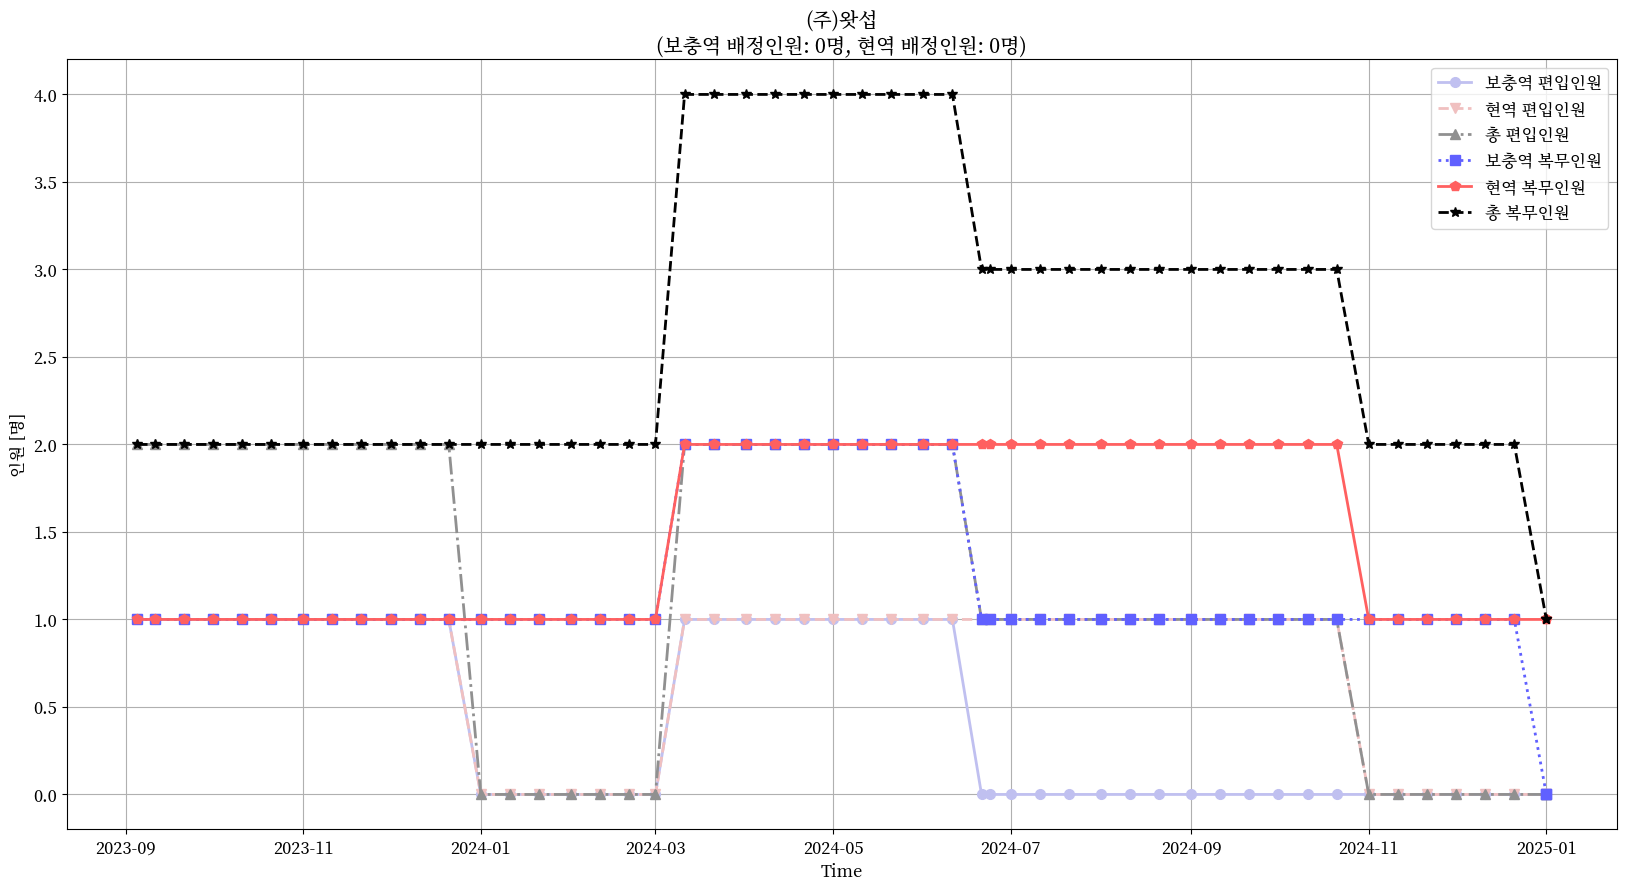 (주)왓섭
(보충역 배정인원: 0명, 현역 배정인원: 0명)
보충역 편입인원
현역 편입인원
총 편입인원
보충역 복무인원
현역 복무인원
총 복무인원
4.0
3.5
3.0
2.5
2.0
1.5
1.0
0.5
0.0
인원 [명]
2023-09 2023-11 2024-01 2024-03 2024-05 2024-07 2024-09 2024-11 2025-01
Time